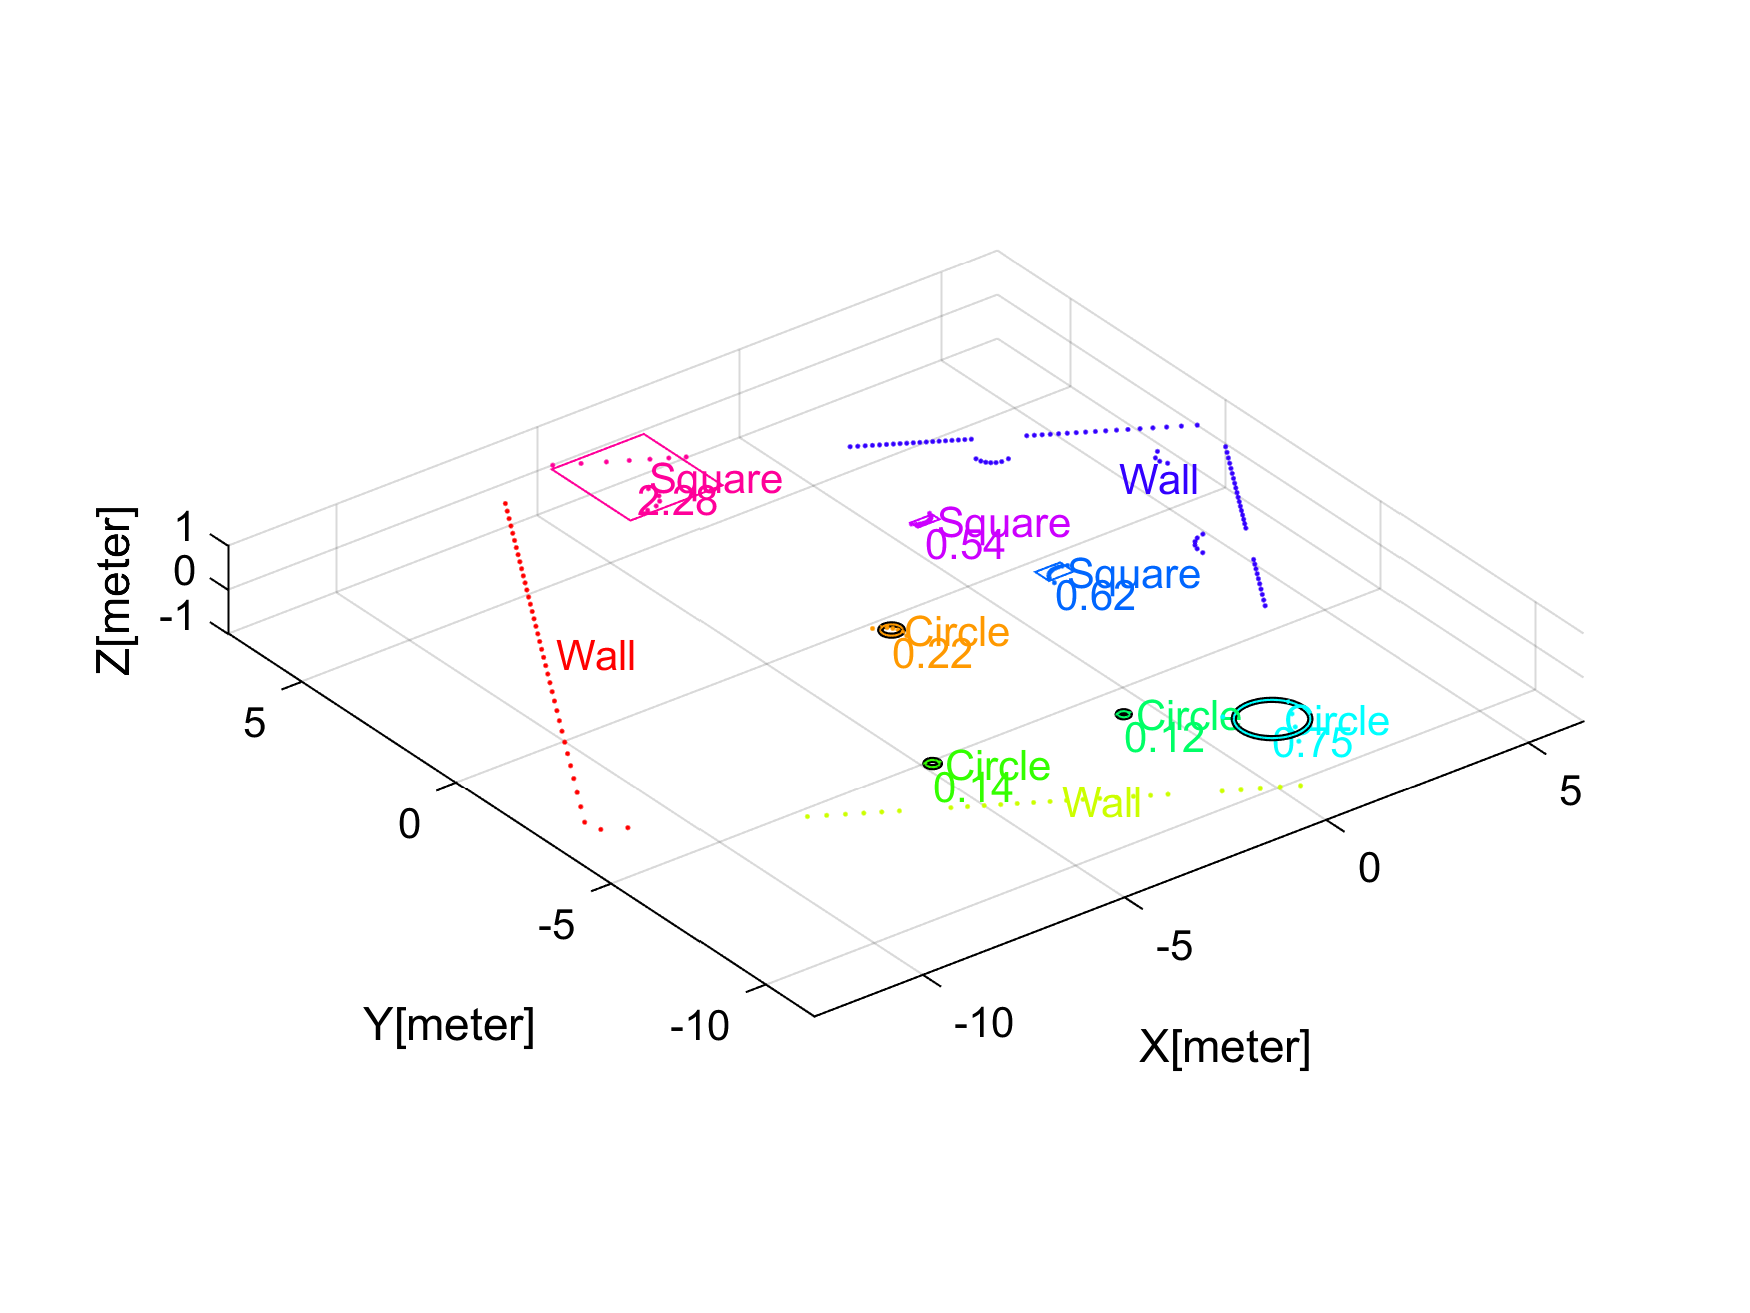 Z[meter]
1
0
-1
5
0
-5
-10
Y[meter]
-10
-5
0
5
X[meter]
Square
2.28
Wall
Square
0.54
Square
0.62
Wall
Circle
0.22
Circle
0.12
Circle
0.75
Circle
0.14
Wall